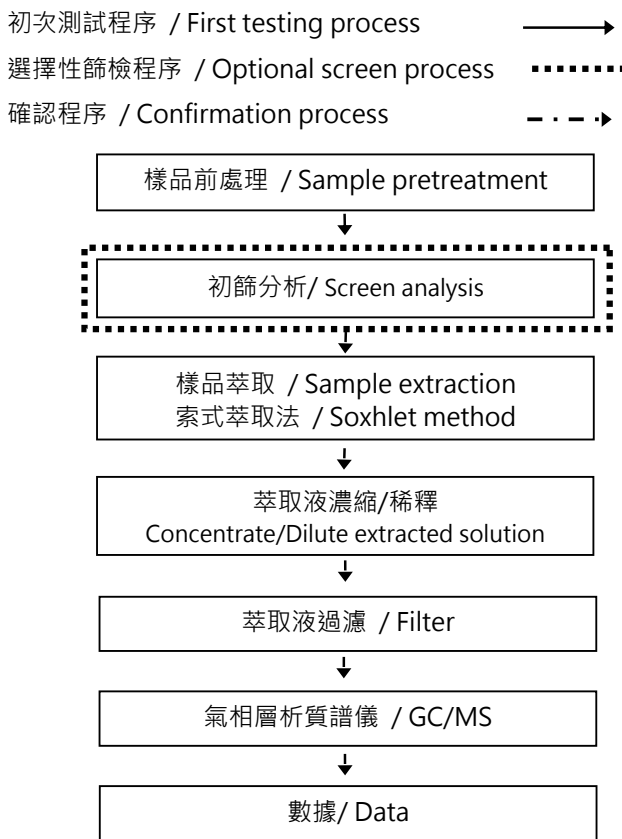 初次測試程序 / First testing process
選擇性篩檢程序 / Optional screen process
確認程序 / Confirmation process
樣品前處理 / Sample pretreatment
初篩分析/ Screen analysis
樣品萃取 / Sample extraction
索式萃取法 / Soxhlet method
萃取液濃縮/稀釋
Concentrate/Dilute extracted solution
萃取液過濾 / Filter
氣相層析質譜儀 / GC/MS
數據/ Data